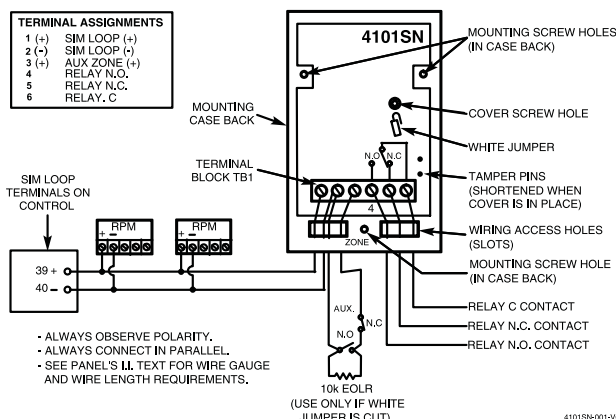 TERMINAL ASSIGNMENTS
1 (+) SIM LOOP (+)
2 (-) SIM LOOP (-)
3 (+) AUX ZONE (+)
4 RELAY N.O.
5 RELAY N.C.
6 RELAY. C
4101SN
MOUNTING SCREW HOLES
(IN CASE BACK)
MOUNTING
CASE BACK
COVER SCREW HOLE
WHITE JUMPER
N.O
N.C
TERMINAL
BLOCK TB1
TAMPER PINS
(SHORTENED WHEN
COVER IS IN PLACE)
4
SIM LOOP
TERMINALS ON
CONTROL
RPM
+ -
RPM
+ -
WIRING ACCESS HOLES
(SLOTS)
ZONE
MOUNTING SCREW HOLE
(IN CASE BACK)
39 +
40 -
RELAY C CONTACT
AUX.
N.C
N.O
RELAY N.C. CONTACT
RELAY N.O. CONTACT
- ALWAYS OBSERVE POLARITY.
- ALWAYS CONNECT IN PARALLEL.
- SEE PANEL'S I.I. TEXT FOR WIRE GAUGE
AND WIRE LENGTH REQUIREMENTS.
10k EOLR
(USE ONLY IF WHITE
JUMPER IS CUT)